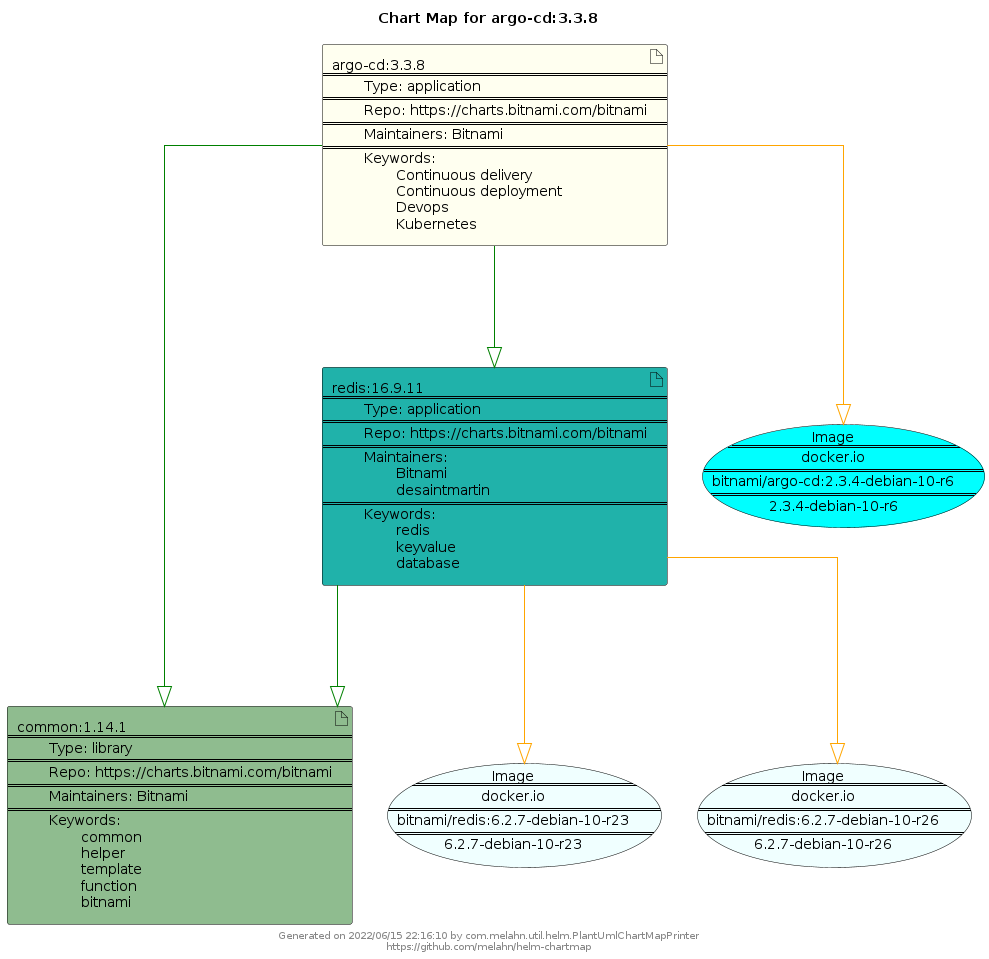 Chart Map for argo-cd:3.3.8
argo-cd:3.3.8
Type: application
Repo: https://charts.bitnami.com/bitnami
Maintainers: Bitnami
Keywords:
Continuous delivery
Continuous deployment
Devops
Kubernetes
redis:16.9.11
Type: application
Repo: https://charts.bitnami.com/bitnami
Maintainers:
Bitnami
desaintmartin
Keywords:
redis
keyvalue
database
Image
docker.io
bitnami/argo-cd:2.3.4-debian-10-r6
2.3.4-debian-10-r6
common:1.14.1
Type: library
Repo: https://charts.bitnami.com/bitnami
Maintainers: Bitnami
Keywords:
common
helper
template
function
bitnami
Image
docker.io
bitnami/redis:6.2.7-debian-10-r23
6.2.7-debian-10-r23
Image
docker.io
bitnami/redis:6.2.7-debian-10-r26
6.2.7-debian-10-r26
Generated on 2022/06/15 22:16:10 by com.melahn.util.helm.PlantUmlChartMapPrinter
https://github.com/melahn/helm-chartmap